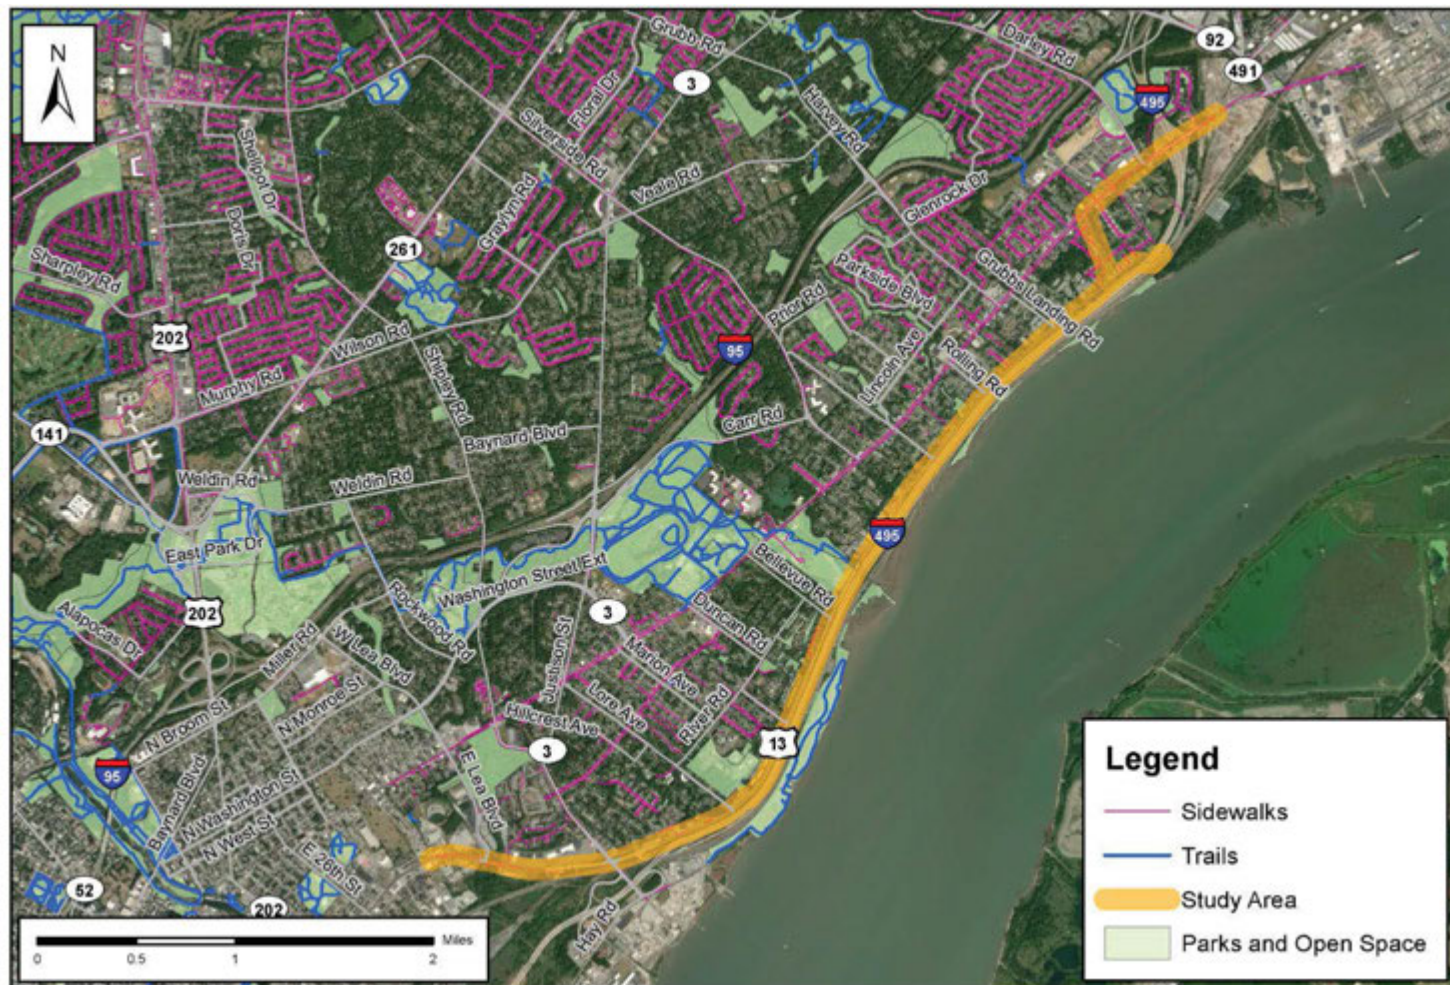 N
92
491
Darley Rd
Grubb Rd
3
495
Floral Dr
Silverside Rd
Harvey Rd
Shellpot Dr
Veale Rd
Graylyn Rd
Glenrock Dr
Doris Dr
261
Sharpley Rd
Grubbs Landing Rd
Parkside Blvd
Prior Rd
202
Wilson Rd
95
Murphy Rd
Shipley Rd
Lincoln Ave
Rolling Rd
Carr Rd
141
Baynard Blvd
Weldin Rd
Weldin Rd
495
East Park Dr
Washington Street Ext
Bellevue Rd
Rockwood Rd
202
3
Duncan Rd
Alapocas Dr
Miller Rd
W Lea Blvd
Justison St
Marion Ave
N Monroe St
Lore Ave
River Rd
N Broom St
Hillcrest Ave
3
13
95
E Lea Blvd
Baynard Blvd
N Washington St
N West St
E 26th St
52
202
Hay Rd
Miles
0 0.5 1 2
Legend
Sidewalks
Trails
Study Area
Parks and Open Space